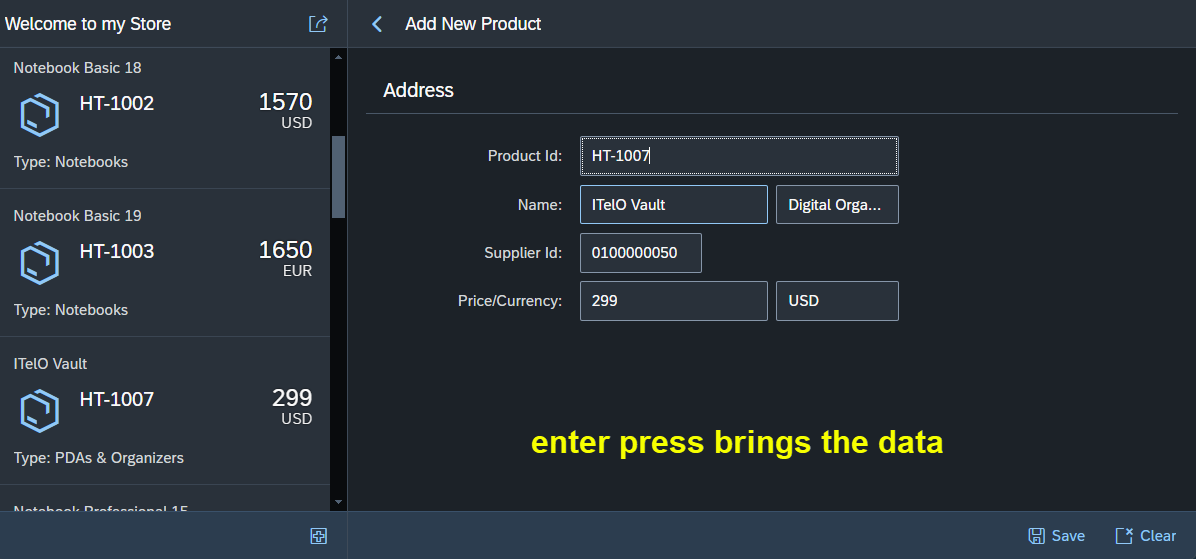 Welcome to my Store
Notebook Basic 18
HT-1002
1570
USD
Type: Notebooks
Notebook Basic 19
HT-1003
1650
EUR
Type: Notebooks
ITelO Vault
HT-1007
299
USD
Type: PDAs & Organizers
Notebook Professional 15
Add New Product
Address
Product Id: HT-1007
Name: ITelO Vault Digital Orga...
Supplier Id: 0100000050
Price/Currency: 299 USD
enter press brings the data
Save Clear